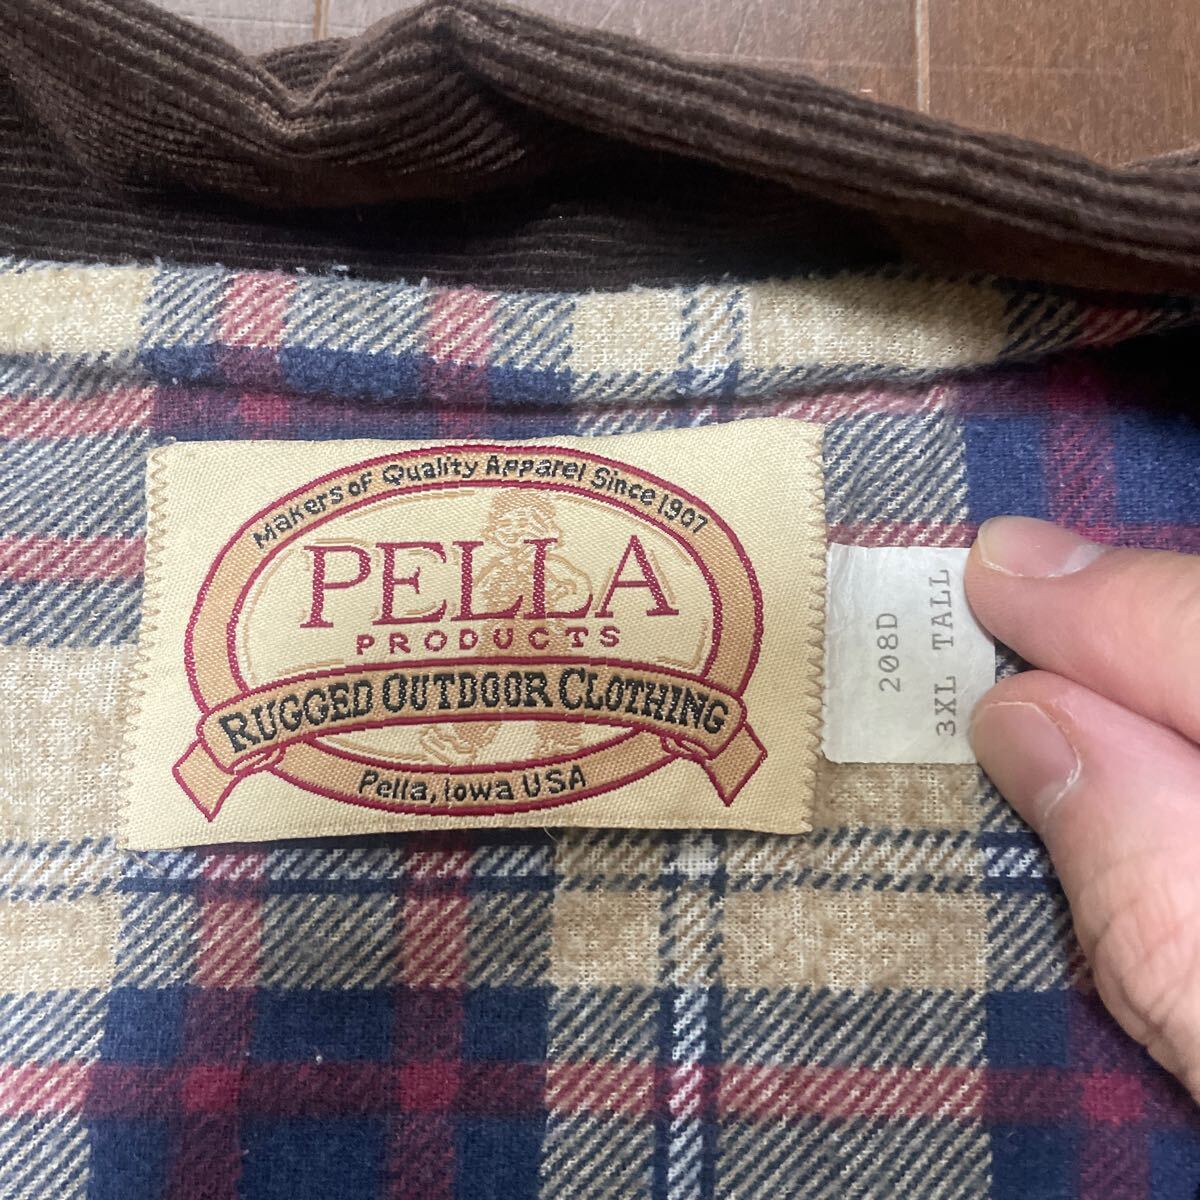 Makers of Quality Apparel Since 1907
PELLA
PRODUCTS
RUGGED OUTDOOR CLOTHING
Pella, Iowa USA
208D
3XL TALL